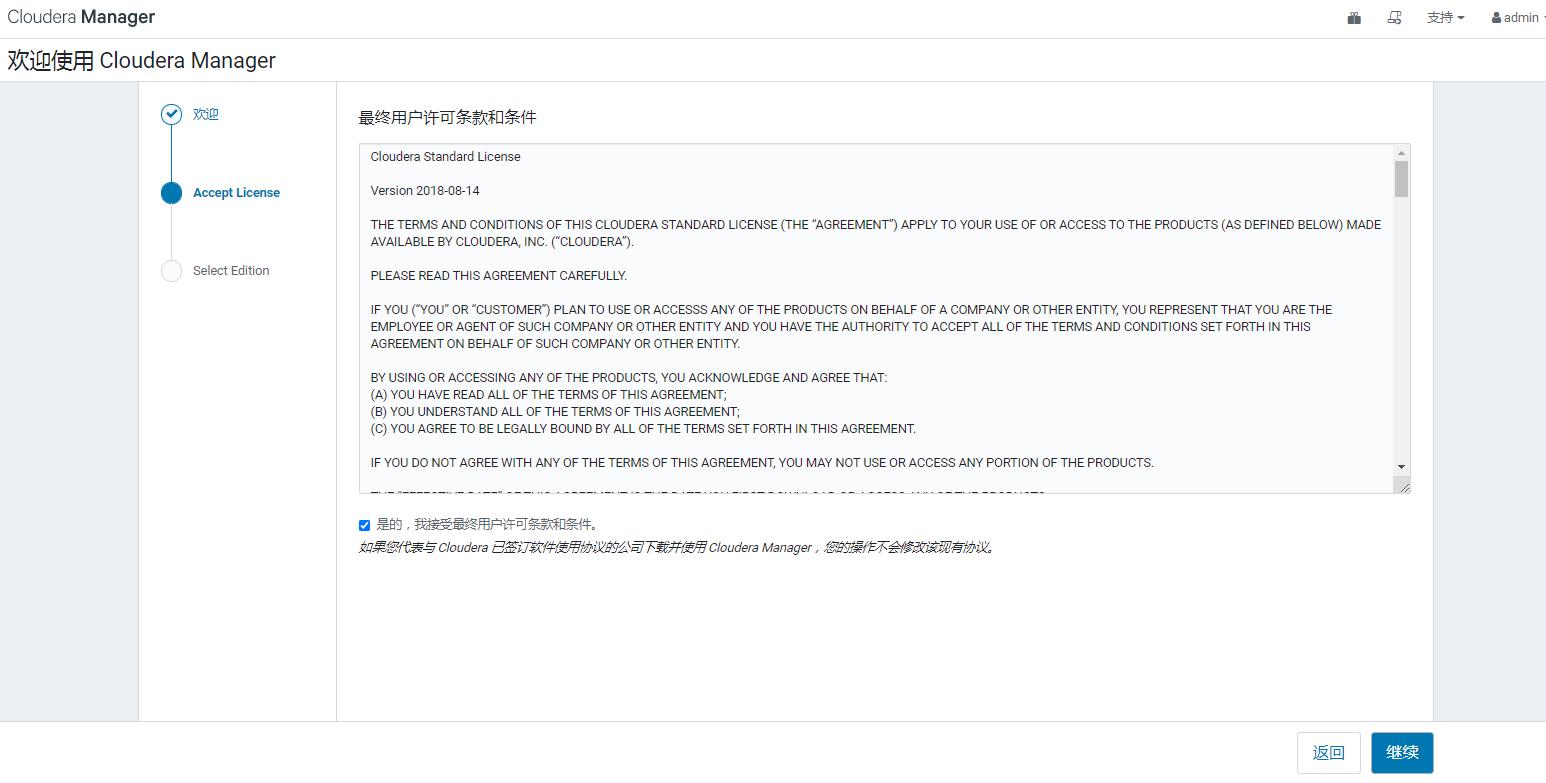 Cloudera Manager
支持
admin
欢迎使用 Cloudera Manager
欢迎
Accept License
Select Edition
最终用户许可条款和条件
Cloudera Standard License
Version 2018-08-14
THE TERMS AND CONDITIONS OF THIS CLOUDERA STANDARD LICENSE (THE “AGREEMENT”) APPLY TO YOUR USE OF OR ACCESS TO THE PRODUCTS (AS DEFINED BELOW) MADE
AVAILABLE BY CLOUDERA, INC. (“CLOUDERA”).
PLEASE READ THIS AGREEMENT CAREFULLY.
IF YOU (“YOU” OR “CUSTOMER”) PLAN TO USE OR ACCESSS ANY OF THE PRODUCTS ON BEHALF OF A COMPANY OR OTHER ENTITY, YOU REPRESENT THAT YOU ARE THE
EMPLOYEE OR AGENT OF SUCH COMPANY OR OTHER ENTITY AND YOU HAVE THE AUTHORITY TO ACCEPT ALL OF THE TERMS AND CONDITIONS SET FORTH IN THIS
AGREEMENT ON BEHALF OF SUCH COMPANY OR OTHER ENTITY.
BY USING OR ACCESSING ANY OF THE PRODUCTS, YOU ACKNOWLEDGE AND AGREE THAT:
(A) YOU HAVE READ ALL OF THE TERMS OF THIS AGREEMENT;
(B) YOU UNDERSTAND ALL OF THE TERMS OF THIS AGREEMENT;
(C) YOU AGREE TO BE LEGALLY BOUND BY ALL OF THE TERMS SET FORTH IN THIS AGREEMENT.
IF YOU DO NOT AGREE WITH ANY OF THE TERMS OF THIS AGREEMENT, YOU MAY NOT USE OR ACCESS ANY PORTION OF THE PRODUCTS.
是的，我接受最终用户许可条款和条件。
如果您代表与 Cloudera 已签订软件使用协议的公司下载并使用 Cloudera Manager，您的操作不会修改该现有协议。
返回
继续